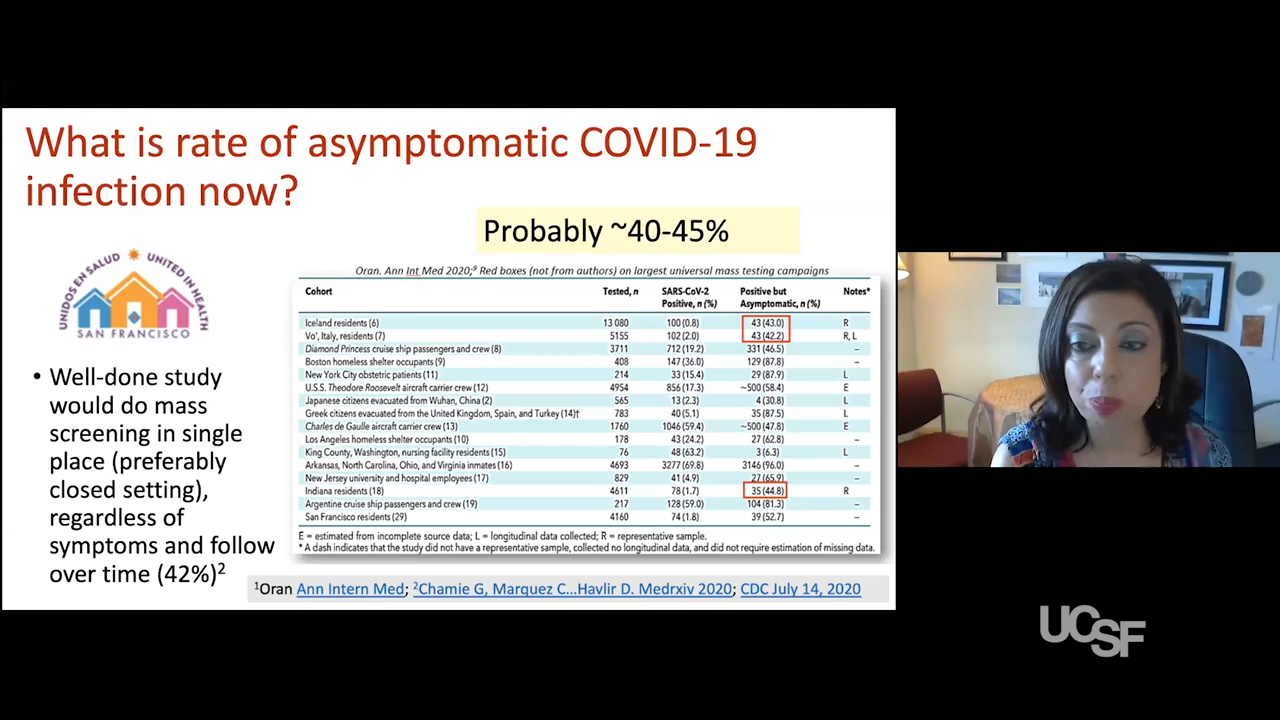 What is rate of asymptomatic COVID-19
infection now?
Probably ~40-45%
UNIDOS EN SALUD UNITED IN HEALTH
SAN FRANCISCO
• Well-done study
would do mass
screening in single
place (preferably
closed setting),
regardless of
symptoms and follow
over time (42%)2
Oran. Ann Int Med 2020;9 Red boxes (not from authors) on largest universal mass testing campaigns
Cohort Tested, n SARS-CoV-2 Positive, n (%) Positive but Asymptomatic, n (%) Notes*
Iceland residents (6) 13 080 100 (0.8) 43 (43.0) R
Vo', Italy, residents (7) 5155 102 (2.0) 43 (42.2) R, L
Diamond Princess cruise ship passengers and crew (8) 3711 712 (19.2) 331 (46.5) –
Boston homeless shelter occupants (9) 408 147 (36.0) 129 (87.8) –
New York City obstetric patients (11) 214 33 (15.4) 29 (87.9) L
U.S.S. Theodore Roosevelt aircraft carrier crew (12) 4954 856 (17.3) ~500 (58.4) E
Japanese citizens evacuated from Wuhan, China (2) 565 13 (2.3) 4 (30.8) L
Greek citizens evacuated from the United Kingdom, Spain, and Turkey (14)† 783 40 (5.1) 35 (87.5) L
Charles de Gaulle aircraft carrier crew (13) 1760 1046 (59.4) ~500 (47.8) E
Los Angeles homeless shelter occupants (10) 178 43 (24.2) 27 (62.8) –
King County, Washington, nursing facility residents (15) 76 48 (63.2) 3 (6.3) L
Arkansas, North Carolina, Ohio, and Virginia inmates (16) 4693 3277 (69.8) 3146 (96.0) –
New Jersey university and hospital employees (17) 829 41 (4.9) 27 (65.9) –
Indiana residents (18) 4611 78 (1.7) 35 (44.8) R
Argentine cruise ship passengers and crew (19) 217 128 (59.0) 104 (81.3) –
San Francisco residents (29) 4160 74 (1.8) 39 (52.7) –
E = estimated from incomplete source data; L = longitudinal data collected; R = representative sample.
* A dash indicates that the study did not have a representative sample, collected no longitudinal data, and did not require estimation of missing data.
1Oran Ann Intern Med; 2Chamie G, Marquez C...Havlir D. Medrxiv 2020; CDC July 14, 2020
UCSF